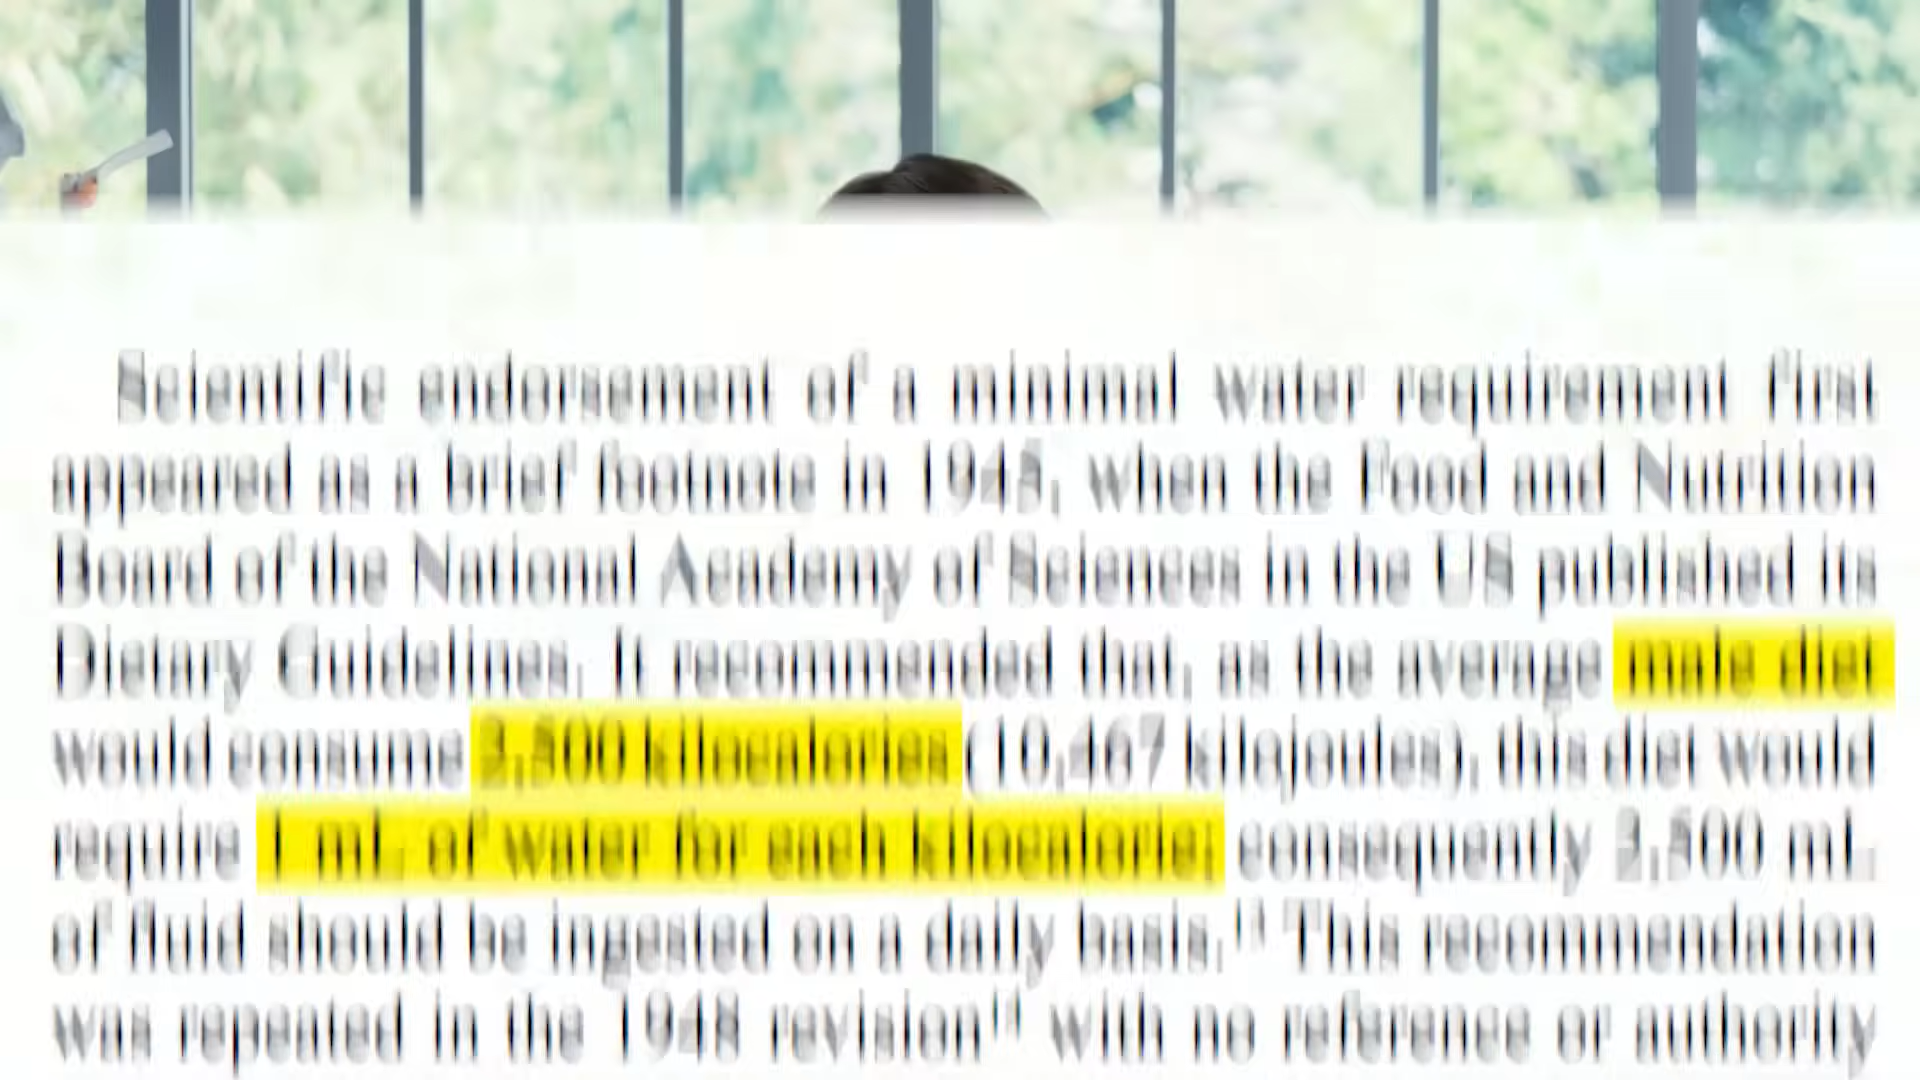 Scientific endorsement of a minimal water requirement first
appeared as a brief footnote in 1943, when the Food and Nutrition
Board of the National Academy of Sciences in the US published its
Dietary Guidelines. It recommended that, as the average male diet
would consume 2,500 kilocalories (10,467 kilojoules), this diet would
require 1 mL of water for each kilocalorie; consequently 2,500 mL
of fluid should be ingested on a daily basis. This recommendation
was repeated in the 1948 revision with no reference or authority